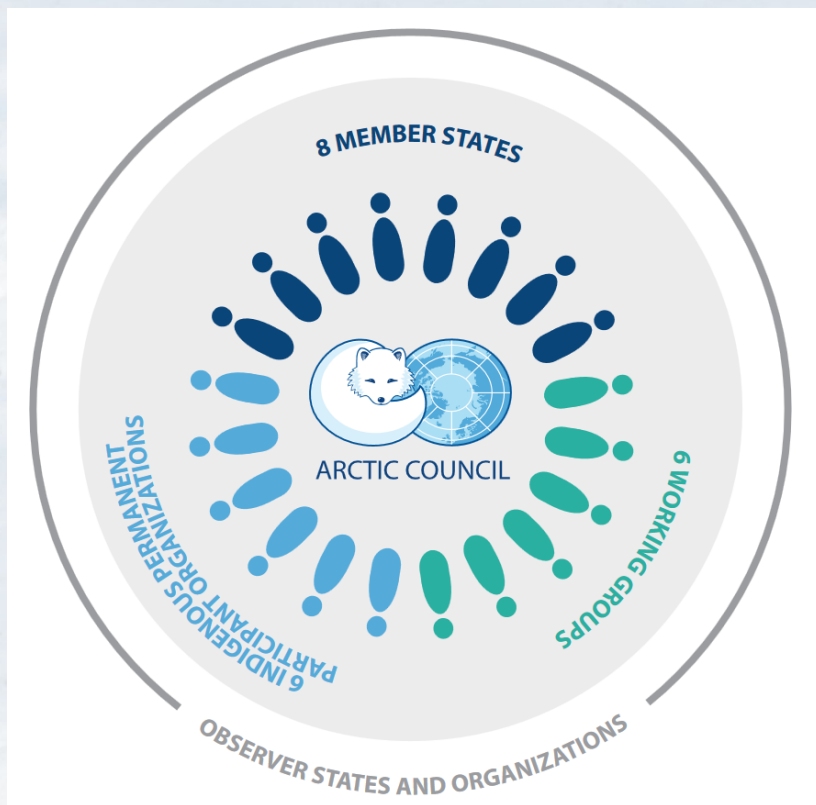 8 MEMBER STATES
ARCTIC COUNCIL
6 WORKING GROUPS
6 INDIGENOUS PERMANENT
PARTICIPANT ORGANIZATIONS
OBSERVER STATES AND ORGANIZATIONS